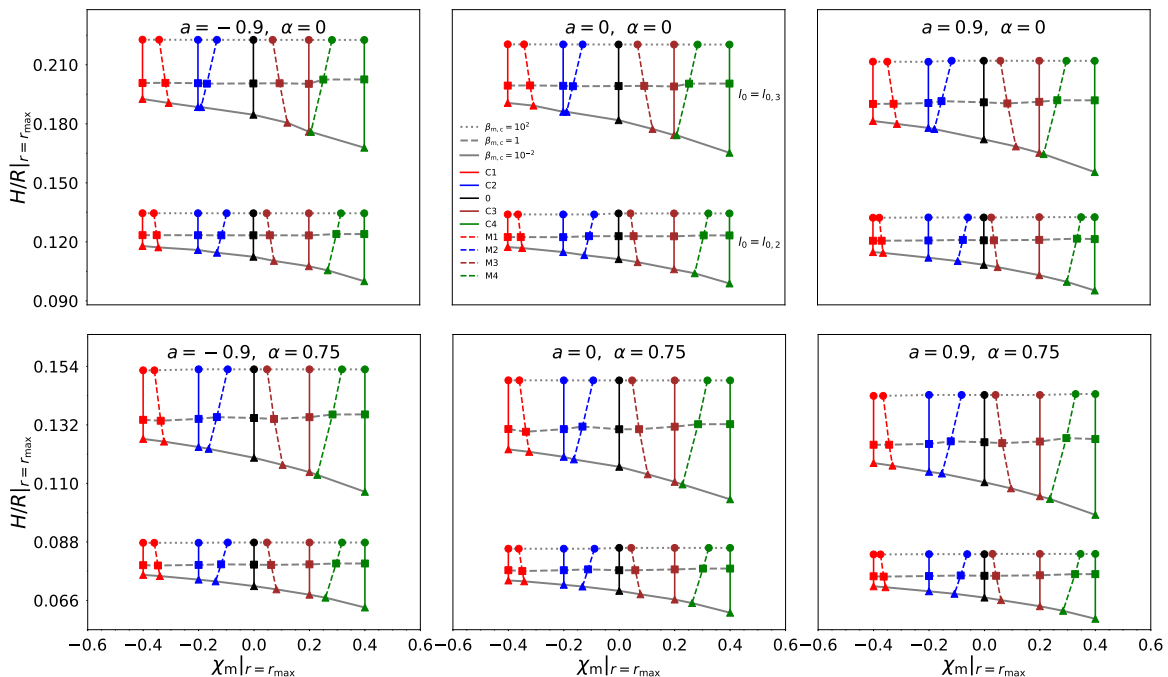 a = −0.9, α = 0
a = 0, α = 0
a = 0.9, α = 0
H/R|r = rmax
0.210
0.180
0.150
0.120
0.090
l0 = l0,3
βm,c = 10²
βm,c = 1
βm,c = 10⁻²
C1
C2
0
C3
C4
M1
M2
M3
M4
l0 = l0,2
a = −0.9, α = 0.75
a = 0, α = 0.75
a = 0.9, α = 0.75
H/R|r = rmax
0.154
0.132
0.110
0.088
0.066
−0.6 −0.4 −0.2 0.0 0.2 0.4 0.6
−0.6 −0.4 −0.2 0.0 0.2 0.4 0.6
−0.6 −0.4 −0.2 0.0 0.2 0.4 0.6
χm|r = rmax
χm|r = rmax
χm|r = rmax